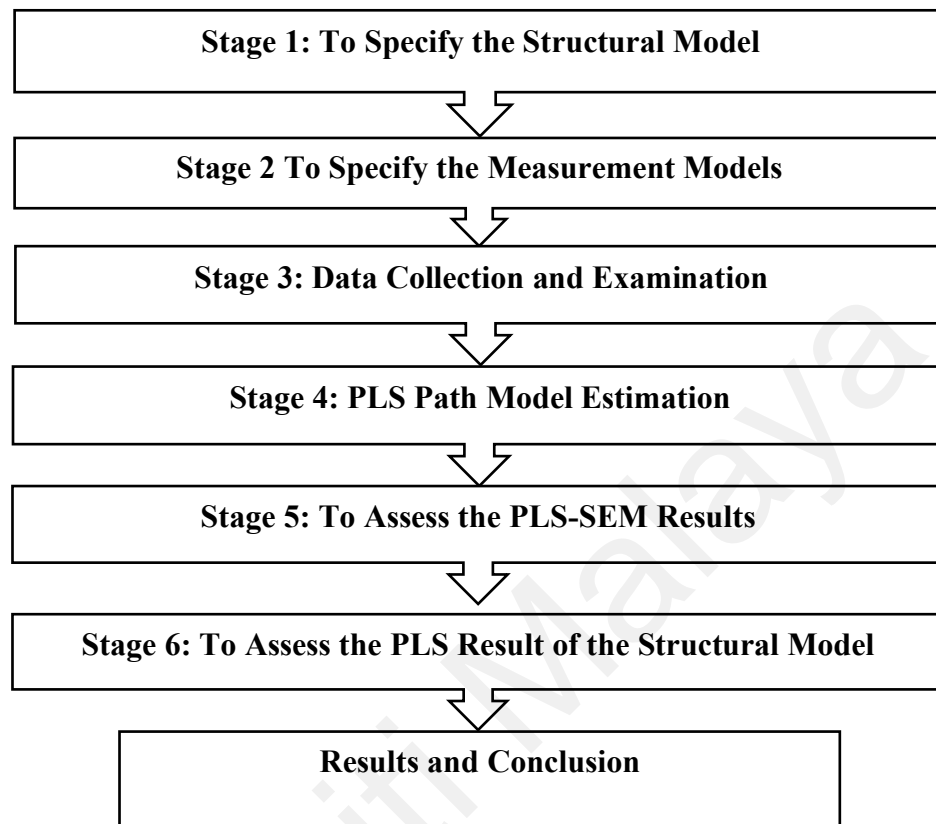 Stage 1: To Specify the Structural Model
Stage 2 To Specify the Measurement Models
Stage 3: Data Collection and Examination
Stage 4: PLS Path Model Estimation
Stage 5: To Assess the PLS-SEM Results
Stage 6: To Assess the PLS Result of the Structural Model
Results and Conclusion
iti Malaya